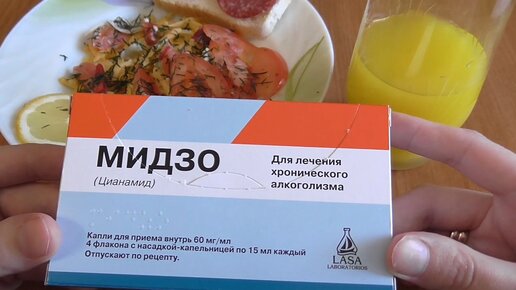 МИДЗО
(Цианамид)
Для лечения
хронического
алкоголизма
Капли для приема внутрь 60 мг/мл
4 флакона с насадкой-капельницей по 15 мл каждый
Отпускают по рецепту.
LASA
LABORATORIOS